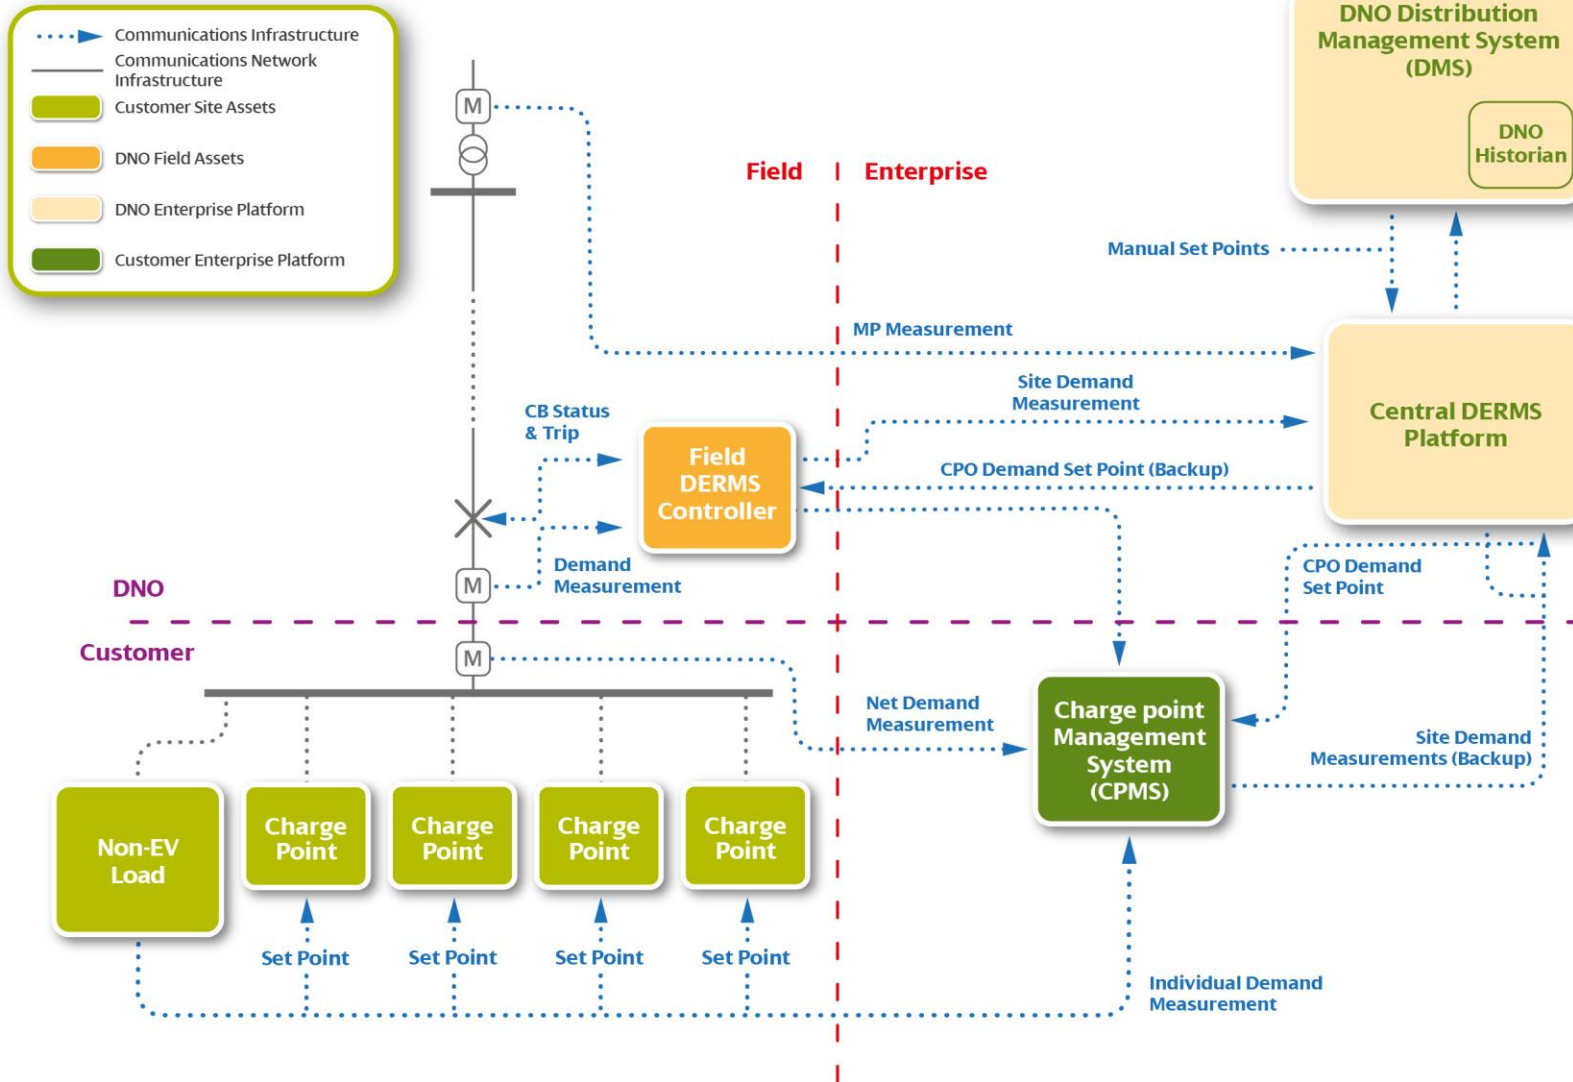 Communications Infrastructure
Communications Network
Infrastructure
Customer Site Assets
DNO Field Assets
DNO Enterprise Platform
Customer Enterprise Platform
DNO Distribution
Management System
(DMS)
DNO
Historian
M
Field
Enterprise
Manual Set Points
MP Measurement
Site Demand
Measurement
CB Status
& Trip
Central DERMS
Platform
Field
DERMS
Controller
CPO Demand Set Point (Backup)
Demand
Measurement
M
CPO Demand
Set Point
DNO
Customer
M
Net Demand
Measurement
Charge point
Management
System
(CPMS)
Site Demand
Measurements (Backup)
Non-EV
Load
Charge
Point
Charge
Point
Charge
Point
Charge
Point
Set Point
Set Point
Set Point
Set Point
Individual Demand
Measurement